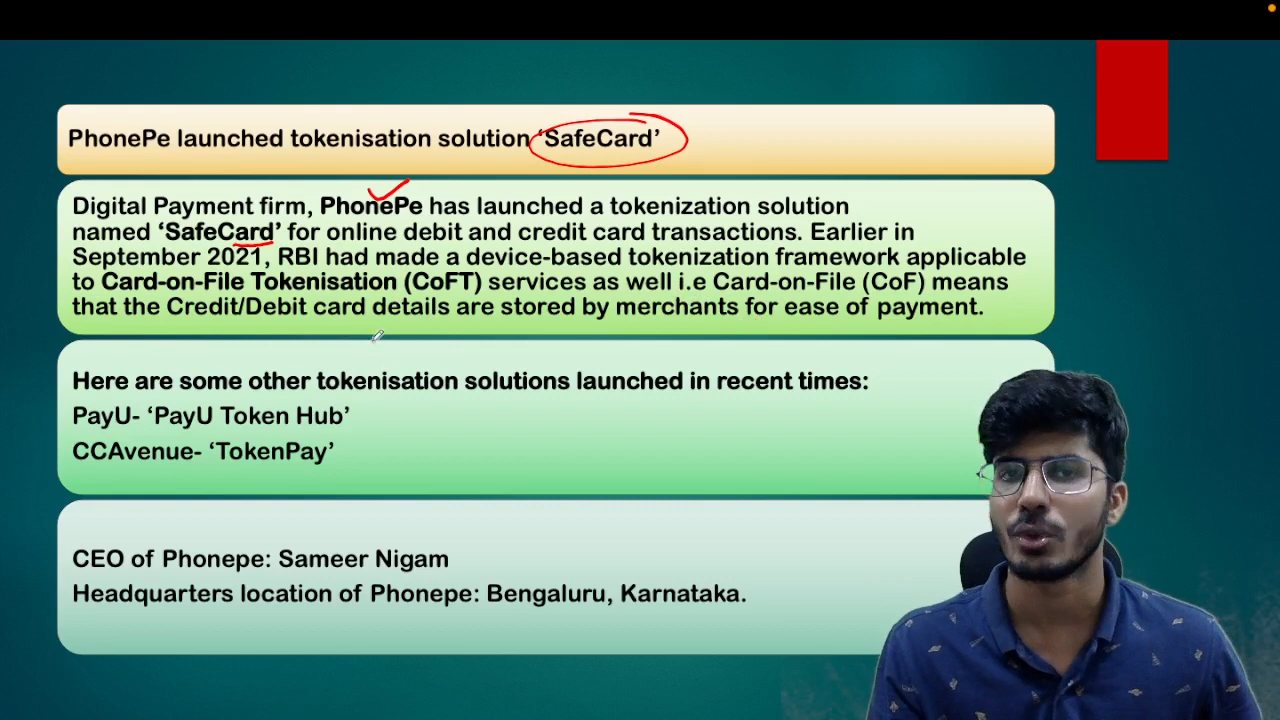 PhonePe launched tokenisation solution ‘SafeCard’
Digital Payment firm, PhonePe has launched a tokenization solution
named ‘SafeCard’ for online debit and credit card transactions. Earlier in
September 2021, RBI had made a device-based tokenization framework applicable
to Card-on-File Tokenisation (CoFT) services as well i.e Card-on-File (CoF) means
that the Credit/Debit card details are stored by merchants for ease of payment.
Here are some other tokenisation solutions launched in recent times:
PayU- ‘PayU Token Hub’
CCAvenue- ‘TokenPay’
CEO of Phonepe: Sameer Nigam
Headquarters location of Phonepe: Bengaluru, Karnataka.